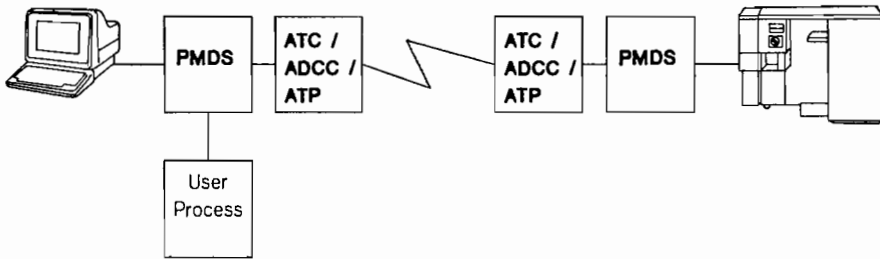 PMDS
ATC /
ADCC /
ATP
ATC /
ADCC /
ATP
PMDS
User
Process